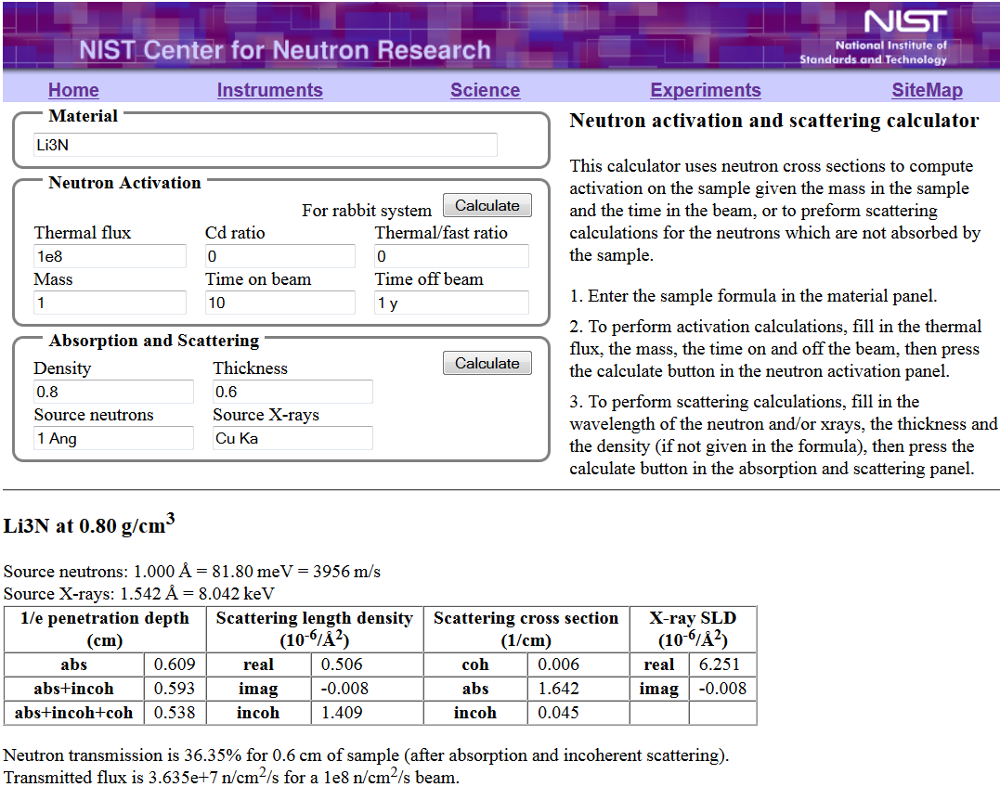 NIST
NIST Center for Neutron Research
National Institute of
Standards and Technology
Home Instruments Science Experiments SiteMap
Material
Li3N
Neutron Activation
For rabbit system Calculate
Thermal flux Cd ratio Thermal/fast ratio
1e8 0 0
Mass Time on beam Time off beam
1 10 1 y
Absorption and Scattering
Density Thickness Calculate
0.8 0.6
Source neutrons Source X-rays
1 Ang Cu Ka
Neutron activation and scattering calculator
This calculator uses neutron cross sections to compute
activation on the sample given the mass in the sample
and the time in the beam, or to preform scattering
calculations for the neutrons which are not absorbed by
the sample.
1. Enter the sample formula in the material panel.
2. To perform activation calculations, fill in the thermal
flux, the mass, the time on and off the beam, then press
the calculate button in the neutron activation panel.
3. To perform scattering calculations, fill in the
wavelength of the neutron and/or xrays, the thickness and
the density (if not given in the formula), then press the
calculate button in the absorption and scattering panel.
Li3N at 0.80 g/cm³
Source neutrons: 1.000 Å = 81.80 meV = 3956 m/s
Source X-rays: 1.542 Å = 8.042 keV
1/e penetration depth Scattering length density Scattering cross section X-ray SLD
(cm) (10⁻⁶/Å²) (1/cm) (10⁻⁶/Å²)
abs 0.609 real 0.506 coh 0.006 real 6.251
abs+incoh 0.593 imag -0.008 abs 1.642 imag -0.008
abs+incoh+coh 0.538 incoh 1.409 incoh 0.045
Neutron transmission is 36.35% for 0.6 cm of sample (after absorption and incoherent scattering).
Transmitted flux is 3.635e+7 n/cm²/s for a 1e8 n/cm²/s beam.